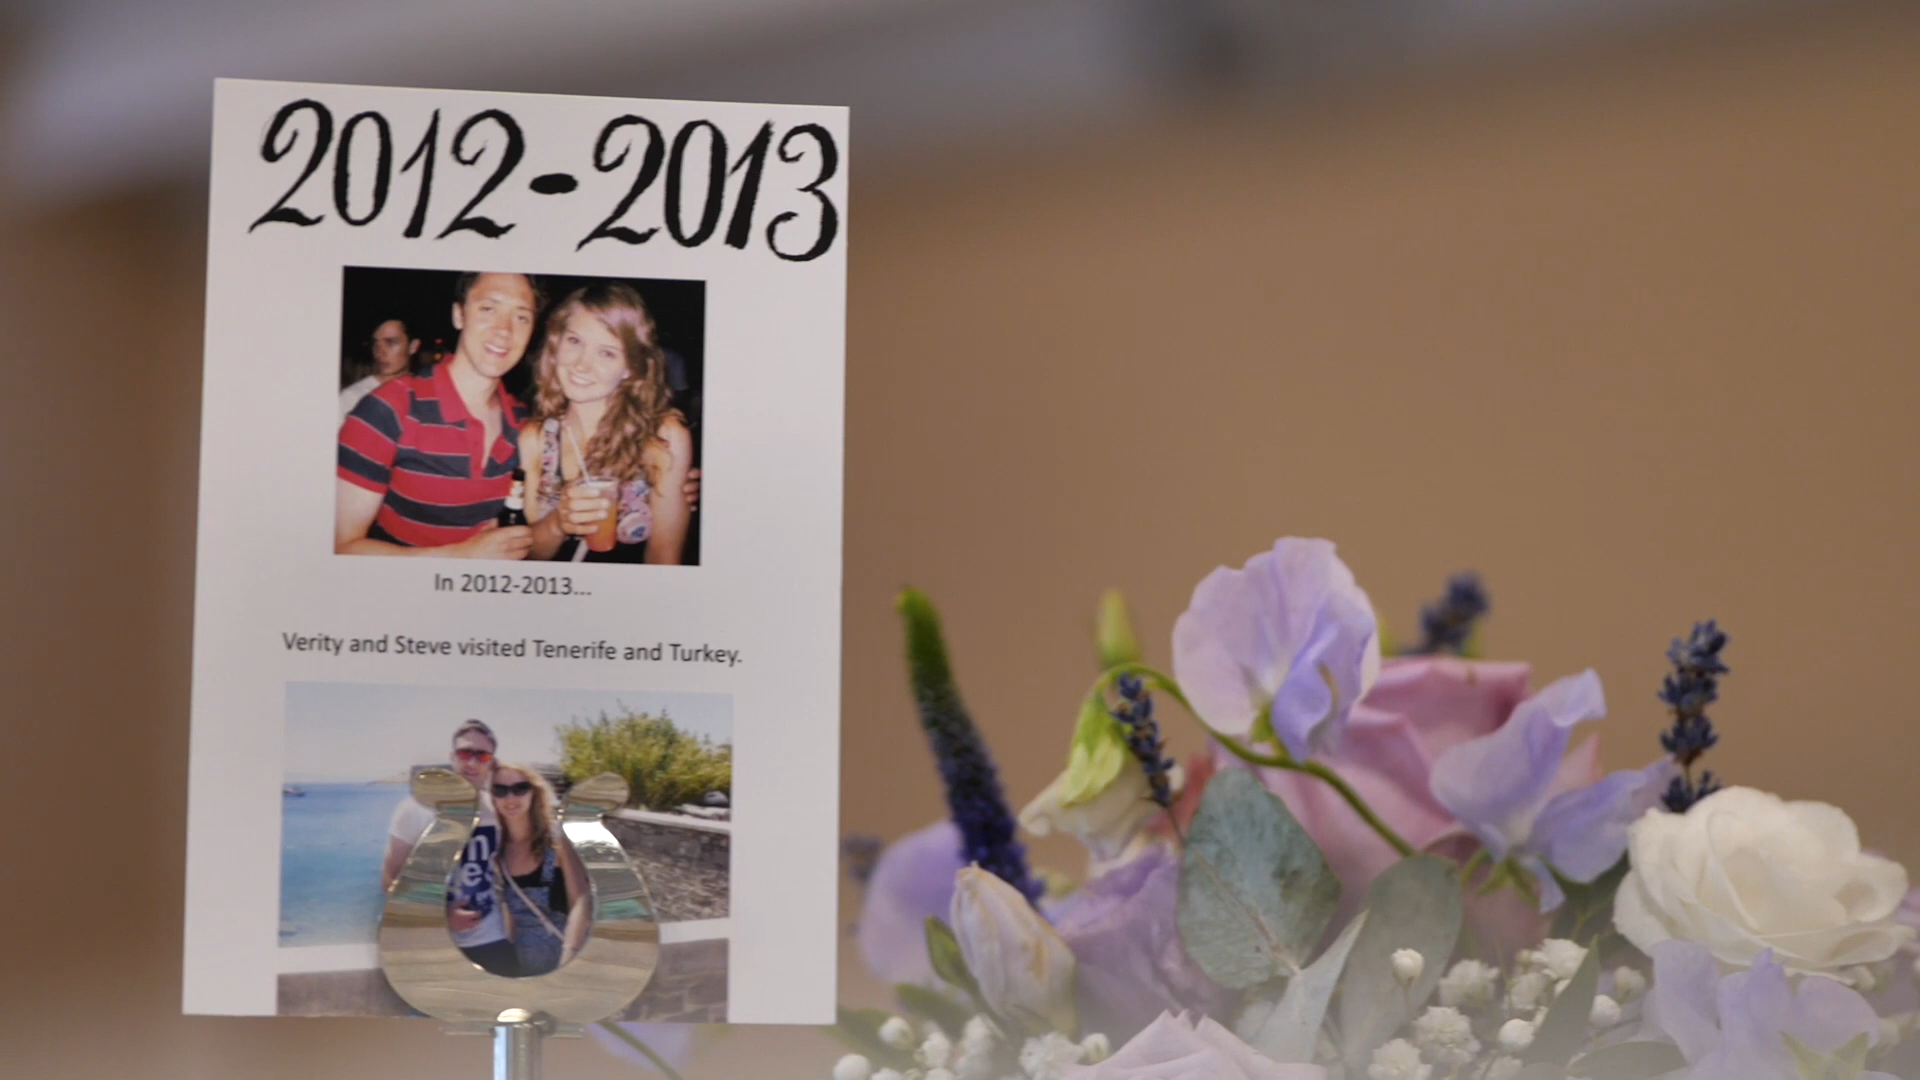 2012-2013
In 2012-2013...
Verity and Steve visited Tenerife and Turkey.